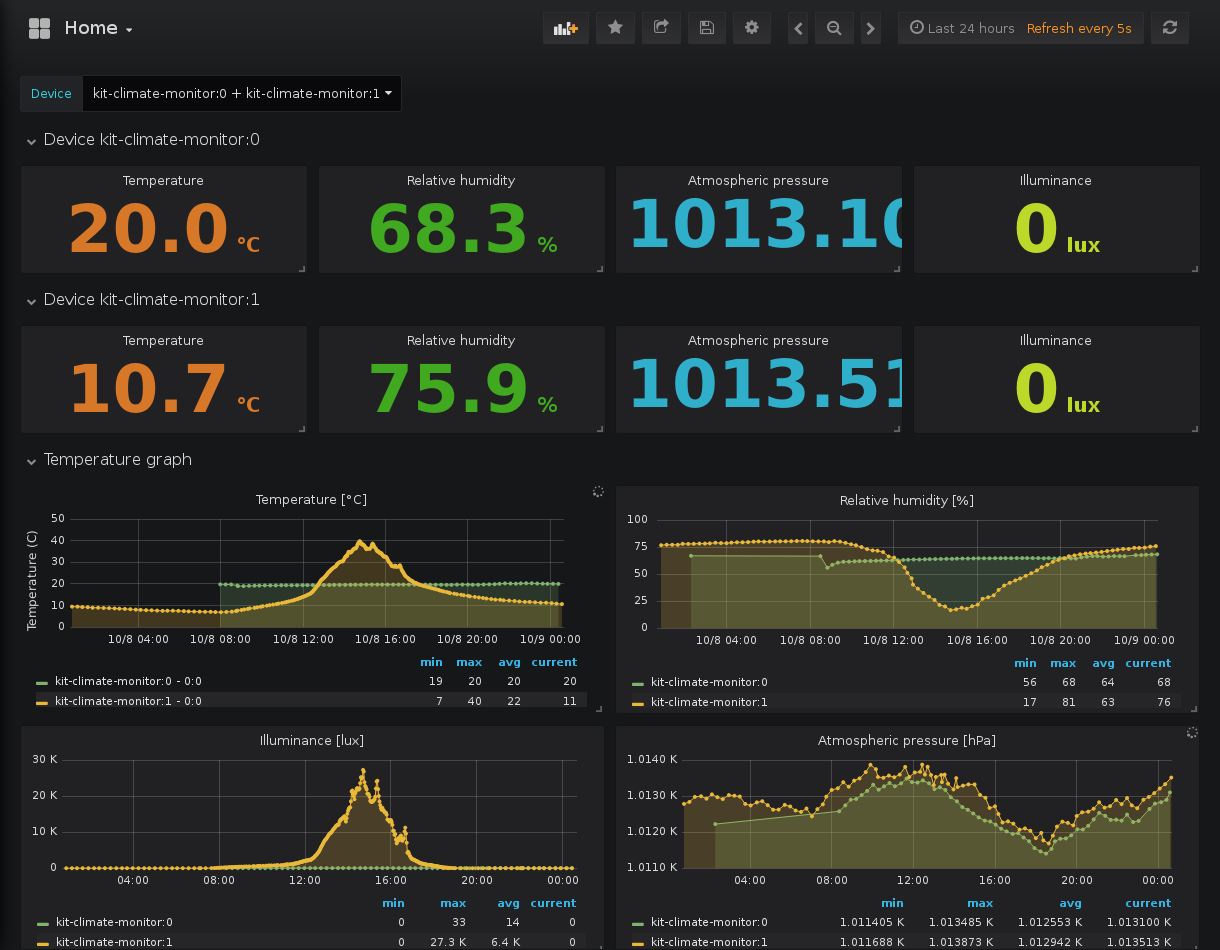 Home
Last 24 hours Refresh every 5s
Device kit-climate-monitor:0 + kit-climate-monitor:1
Device kit-climate-monitor:0
Temperature Relative humidity Atmospheric pressure Illuminance
20.0 °C 68.3 % 1013.10 0 lux
Device kit-climate-monitor:1
Temperature Relative humidity Atmospheric pressure Illuminance
10.7 °C 75.9 % 1013.51 0 lux
Temperature graph
Temperature [°C]
Temperature (C)
50
40
30
20
10
0
10/8 04:00 10/8 08:00 10/8 12:00 10/8 16:00 10/8 20:00 10/9 00:00
min max avg current
kit-climate-monitor:0 - 0:0 19 20 20 20
kit-climate-monitor:1 - 0:0 7 40 22 11
Relative humidity [%]
100
75
50
25
0
10/8 04:00 10/8 08:00 10/8 12:00 10/8 16:00 10/8 20:00 10/9 00:00
min max avg current
kit-climate-monitor:0 56 68 64 68
kit-climate-monitor:1 17 81 63 76
Illuminance [lux]
30 K
20 K
10 K
0
04:00 08:00 12:00 16:00 20:00 00:00
min max avg current
kit-climate-monitor:0 0 33 14 0
kit-climate-monitor:1 0 27.3 K 6.4 K 0
Atmospheric pressure [hPa]
1.0140 K
1.0130 K
1.0120 K
1.0110 K
04:00 08:00 12:00 16:00 20:00 00:00
min max avg current
kit-climate-monitor:0 1.011405 K 1.013485 K 1.012553 K 1.013100 K
kit-climate-monitor:1 1.011688 K 1.013873 K 1.012942 K 1.013513 K